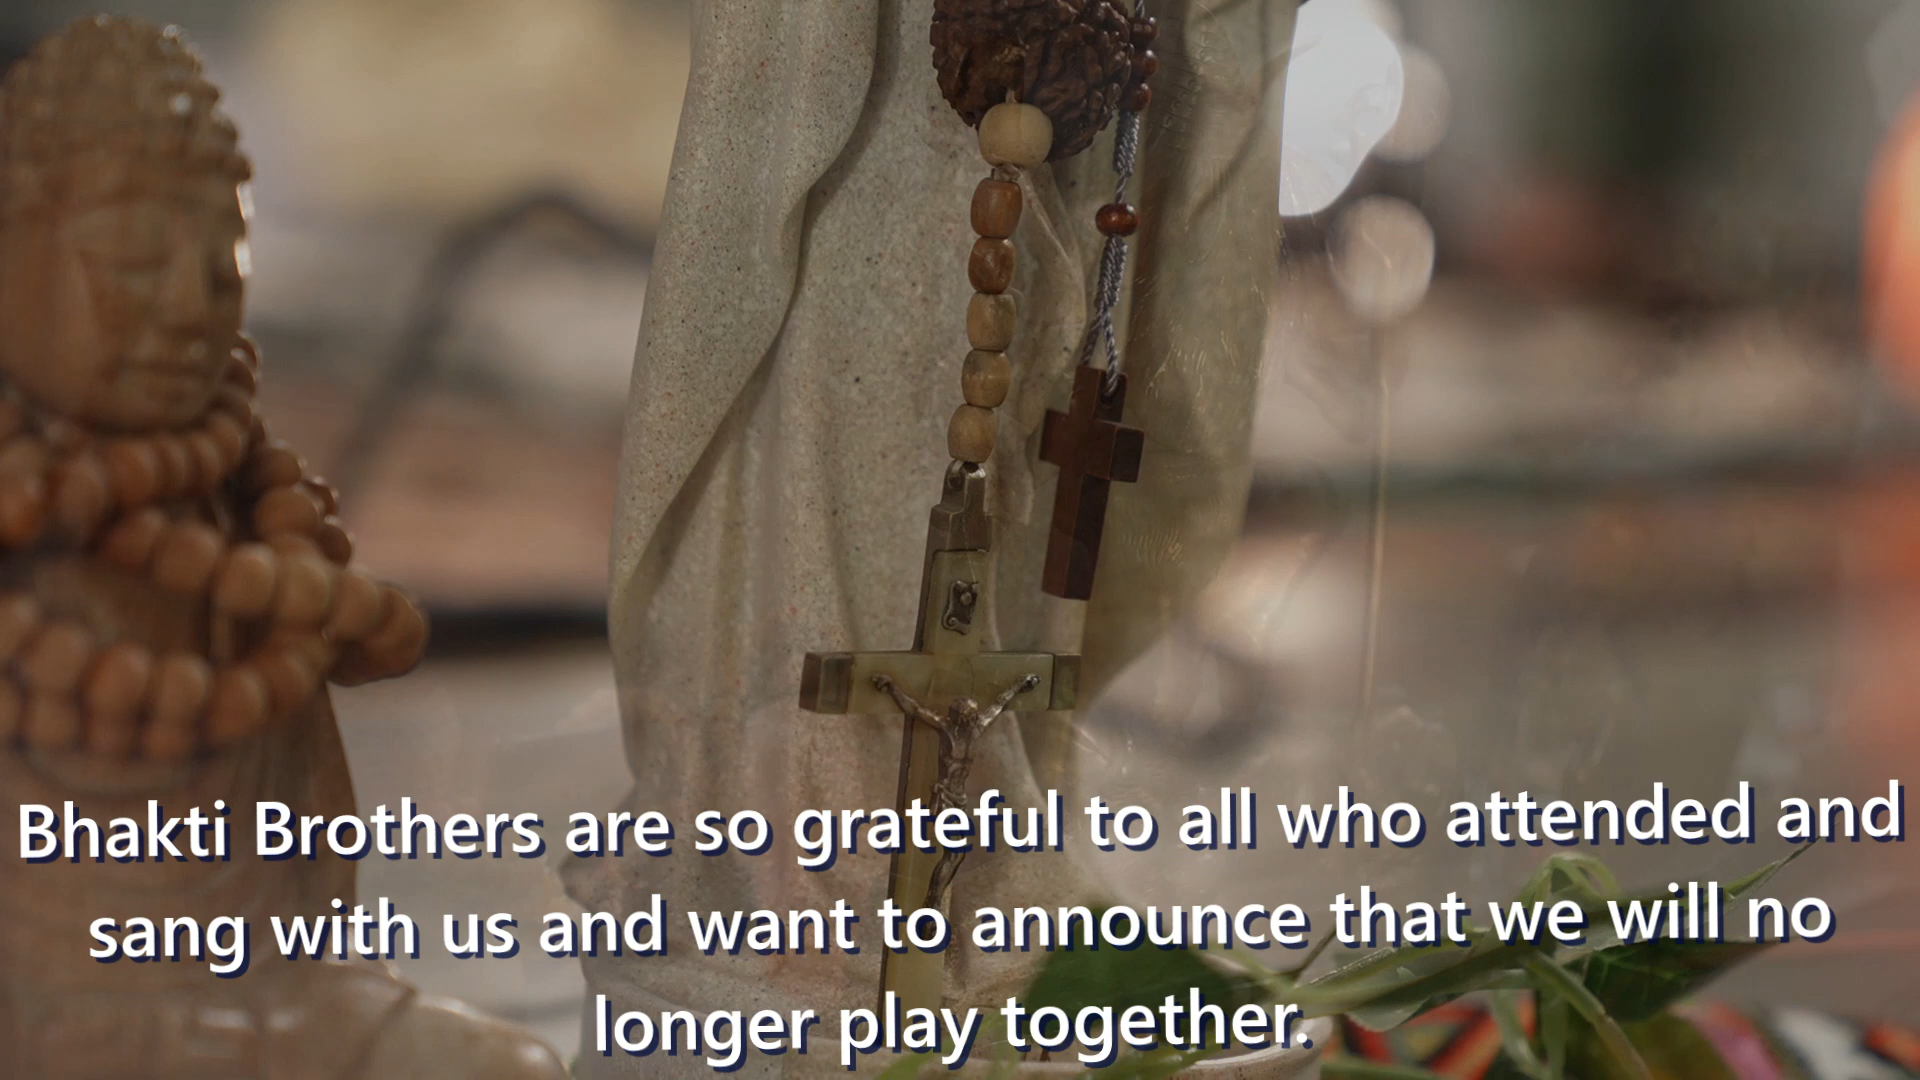 Bhakti Brothers are so grateful to all who attended and
sang with us and want to announce that we will no
longer play together.